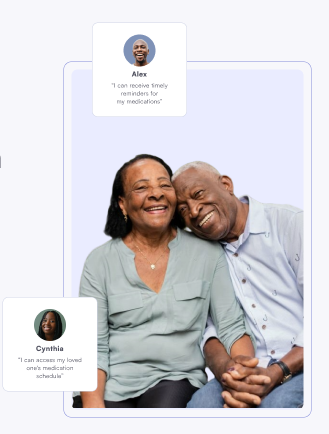 Alex
"I can receive timely
reminders for
my medications"
Cynthia
"I can access my loved
one's medication
schedule"